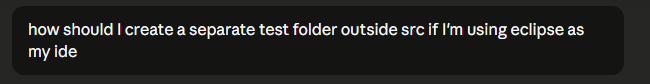 how should I create a separate test folder outside src if I'm using eclipse as
my ide